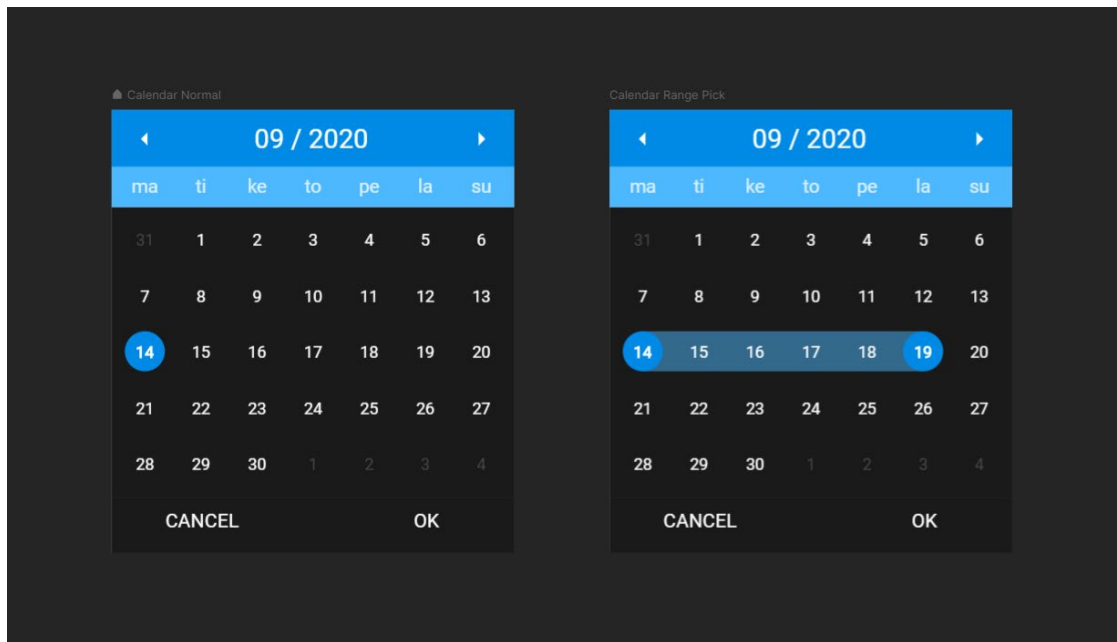 Calendar Normal
09 / 2020
ma ti ke to pe la su
31 1 2 3 4 5 6
7 8 9 10 11 12 13
14 15 16 17 18 19 20
21 22 23 24 25 26 27
28 29 30 1 2 3 4
CANCEL OK
Calendar Range Pick
09 / 2020
ma ti ke to pe la su
31 1 2 3 4 5 6
7 8 9 10 11 12 13
14 15 16 17 18 19 20
21 22 23 24 25 26 27
28 29 30 1 2 3 4
CANCEL OK